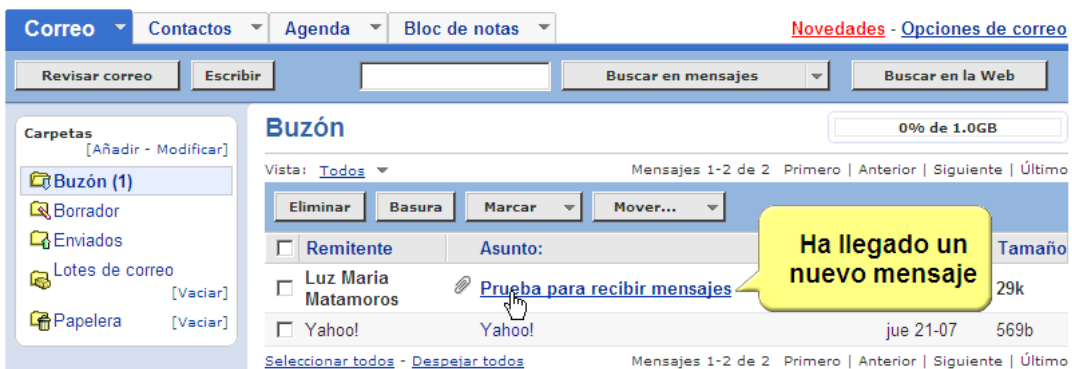 Correo Contactos Agenda Bloc de notas Novedades - Opciones de correo
Revisar correo Escribir Buscar en mensajes Buscar en la Web
Carpetas
[Añadir - Modificar]
Buzón (1)
Borrador
Enviados
Lotes de correo
[Vaciar]
Papelera [Vaciar]
Buzón 0% de 1.0GB
Vista: Todos Mensajes 1-2 de 2 Primero | Anterior | Siguiente | Último
Eliminar Basura Marcar Mover...
Remitente Asunto: Tamaño
Luz Maria
Matamoros
Prueba para recibir mensajes 29k
Ha llegado un
nuevo mensaje
Yahoo! Yahoo! jue 21-07 569b
Seleccionar todos - Despejar todos Mensajes 1-2 de 2 Primero | Anterior | Siguiente | Último